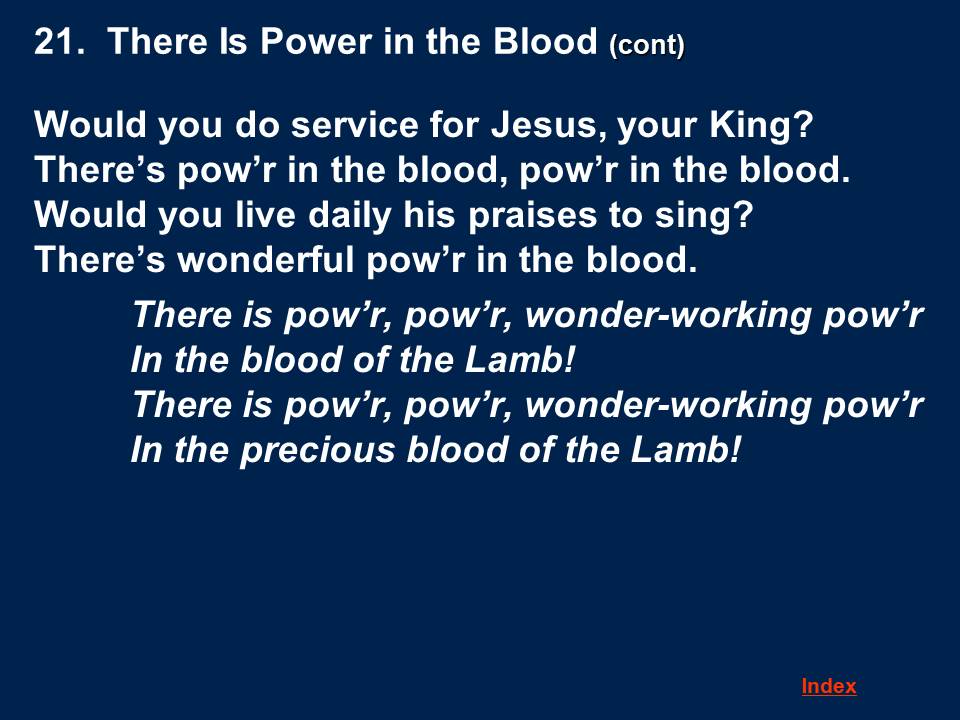 21.  There Is Power in the Blood (cont)
Would you do service for Jesus, your King?
There’s pow’r in the blood, pow’r in the blood.
Would you live daily his praises to sing?
There’s wonderful pow’r in the blood.
There is pow’r, pow’r, wonder-working pow’r
In the blood of the Lamb!
There is pow’r, pow’r, wonder-working pow’r
In the precious blood of the Lamb!
Index